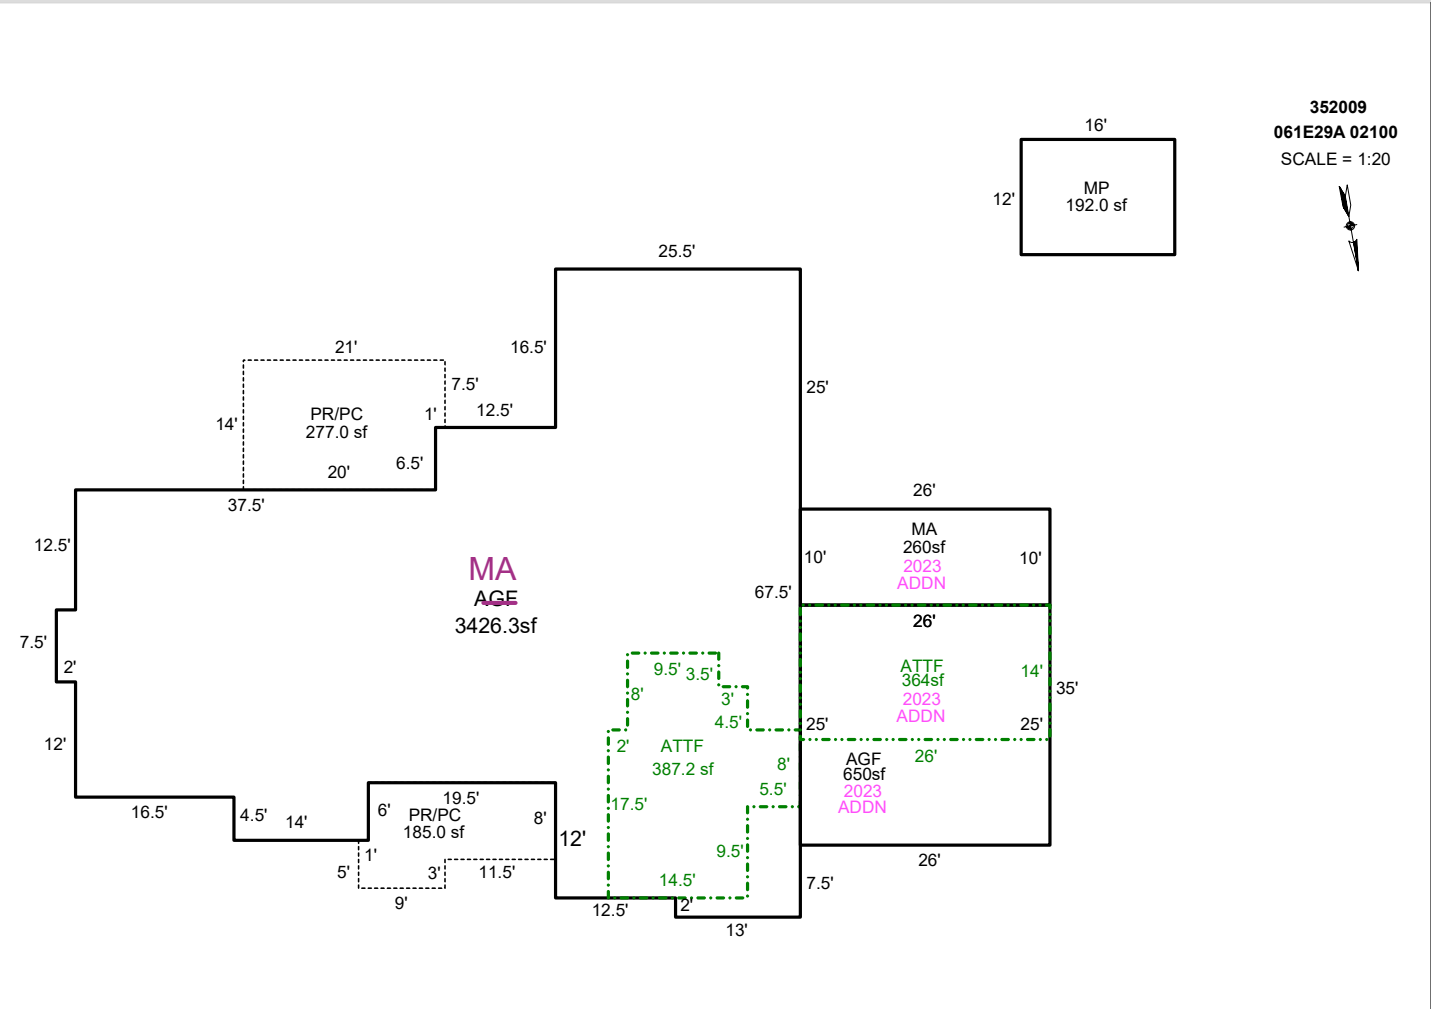 352009
061E29A 02100
SCALE = 1:20
16'
12'
MP
192.0 sf
25.5'
16.5'
25'
21'
7.5'
14'
PR/PC
277.0 sf
1'
12.5'
6.5'
20'
37.5'
12.5'
7.5'
2'
12'
MA
AGF
3426.3sf
67.5'
26'
MA
260sf
2023
ADDN
10'
10'
26'
ATTF
364sf
2023
ADDN
14'
35'
25'
25'
26'
AGF
650sf
2023
ADDN
26'
9.5'
3.5'
8'
3'
4.5'
2'
ATTF
387.2 sf
8'
5.5'
17.5'
9.5'
14.5'
16.5'
4.5'
14'
6'
19.5'
PR/PC
185.0 sf
8'
12'
1'
5'
3'
11.5'
9'
12.5'
2'
13'
7.5'